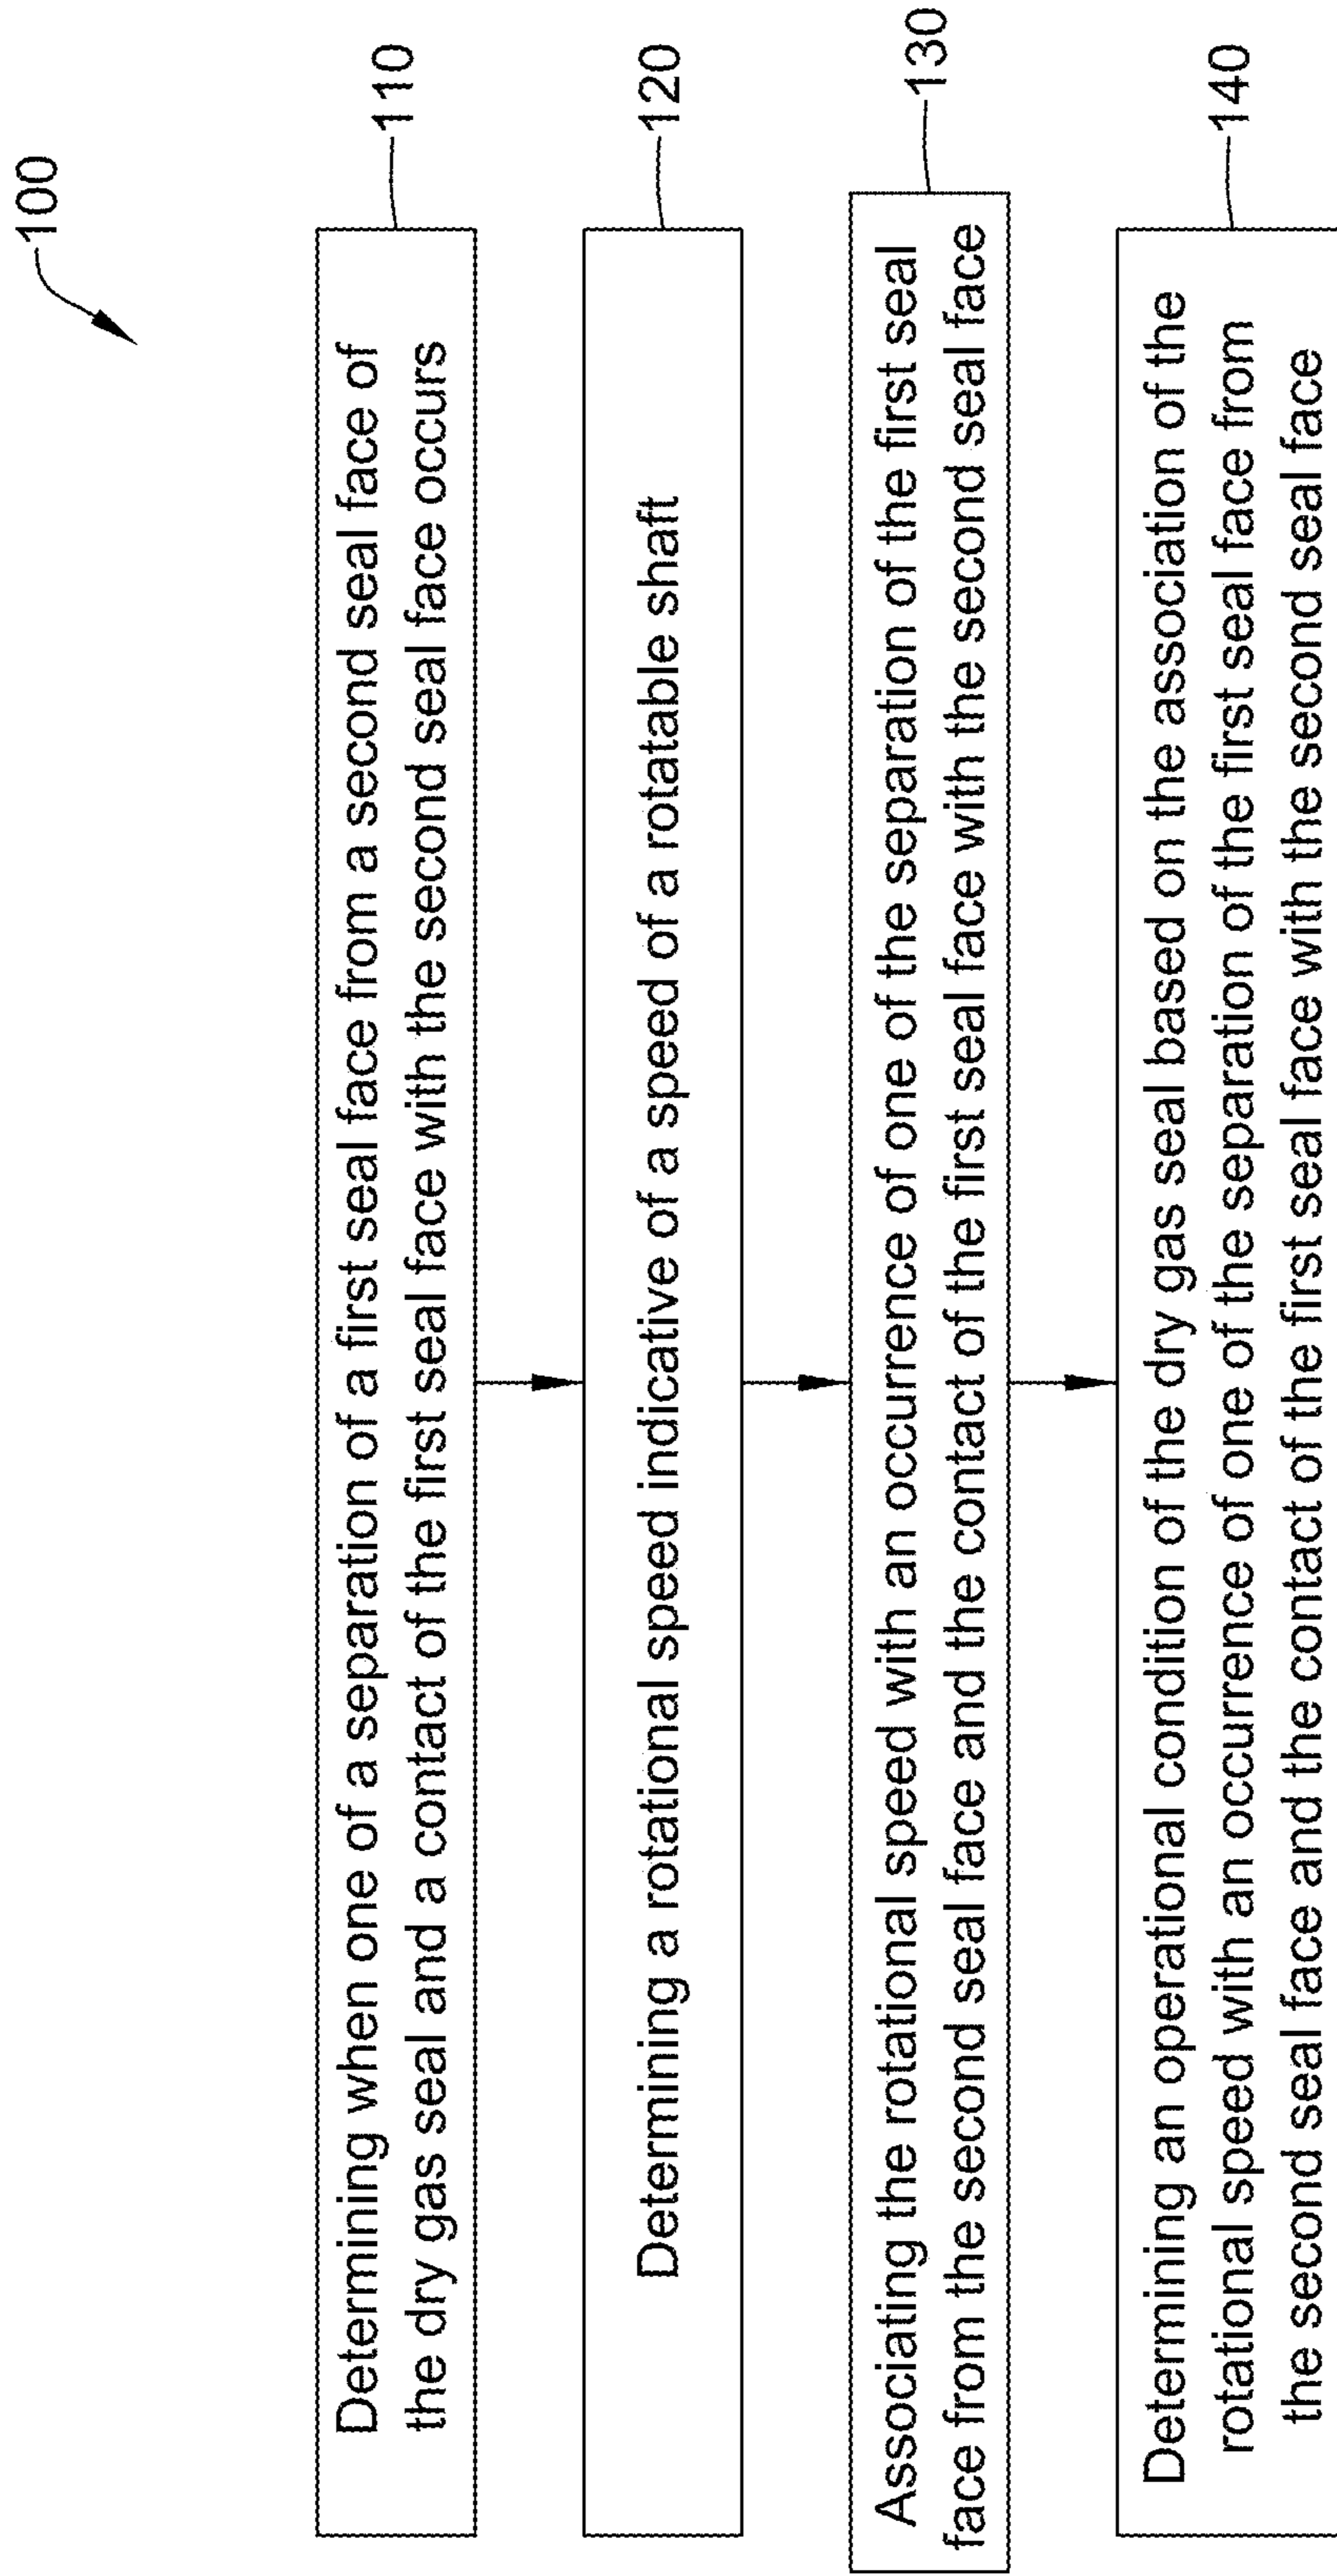 100
Determining when one of a separation of a first seal face from a second seal face of
the dry gas seal and a contact of the first seal face with the second seal face occurs
110
Determining a rotational speed indicative of a speed of a rotatable shaft
120
Associating the rotational speed with an occurrence of one of the separation of the first seal
face from the second seal face and the contact of the first seal face with the second seal face
130
Determining an operational condition of the dry gas seal based on the association of the
rotational speed with an occurrence of one of the separation of the first seal face from
the second seal face and the contact of the first seal face with the second seal face
140